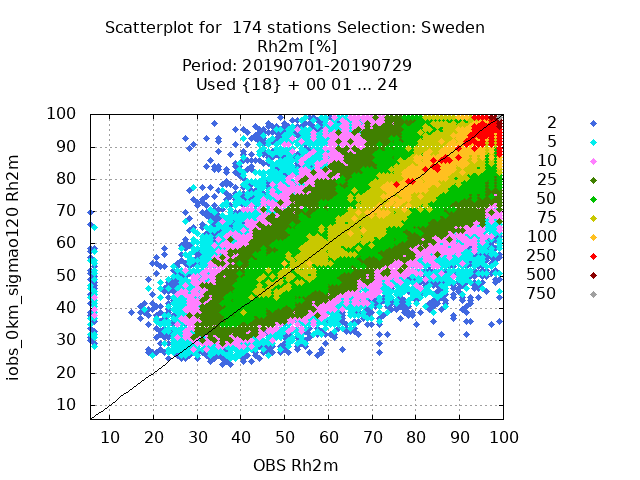 Scatterplot for  174 stations Selection: Sweden
Rh2m [%]
Period: 20190701-20190729
Used {18} + 00 01 ... 24
100
90
80
70
60
50
40
30
20
10
iobs_0km_sigmao120 Rh2m
10 20 30 40 50 60 70 80 90 100
OBS Rh2m
2
5
10
25
50
75
100
250
500
750